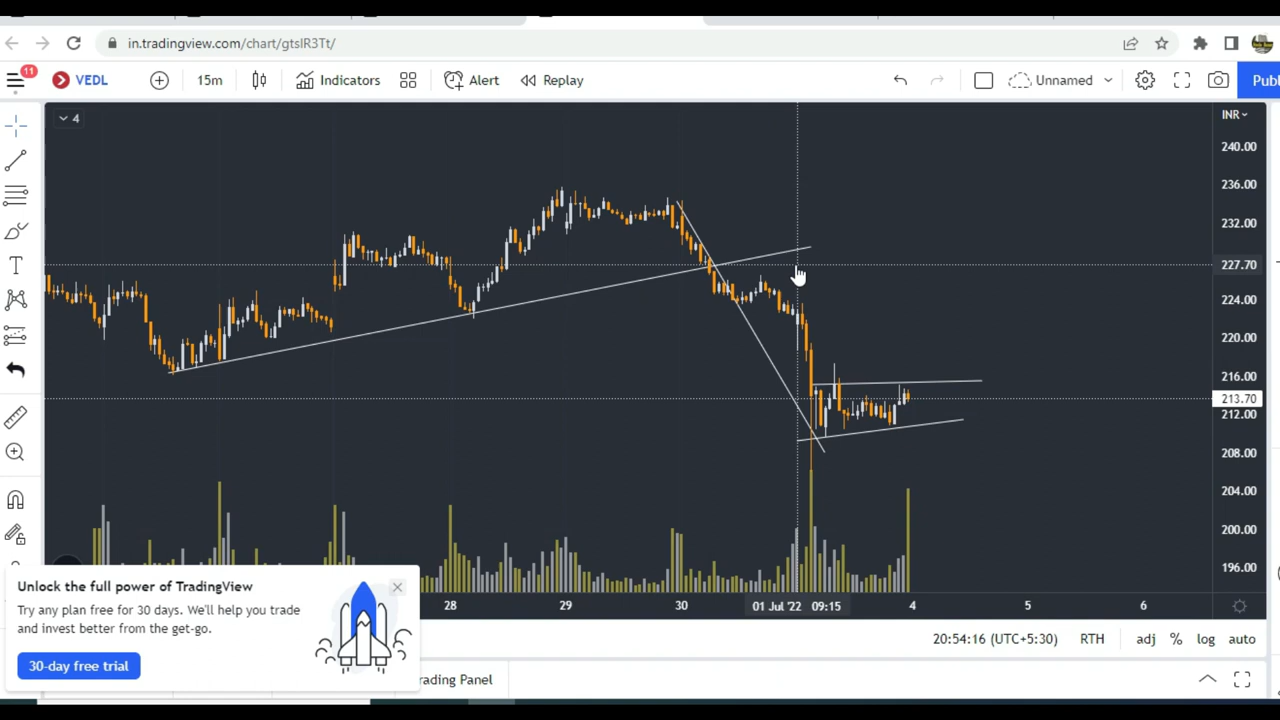 in.tradingview.com/chart/gtslR3Tt/
11
VEDL
15m
Indicators
Alert
Replay
Unnamed
Publ
4
INR
240.00
236.00
232.00
227.70
224.00
220.00
216.00
213.70
212.00
208.00
204.00
200.00
196.00
28
29
30
01 Jul '22 09:15
4
5
6
Unlock the full power of TradingView
Try any plan free for 30 days. We'll help you trade
and invest better from the get-go.
30-day free trial
20:54:16 (UTC+5:30)
RTH
adj
%
log
auto
rading Panel